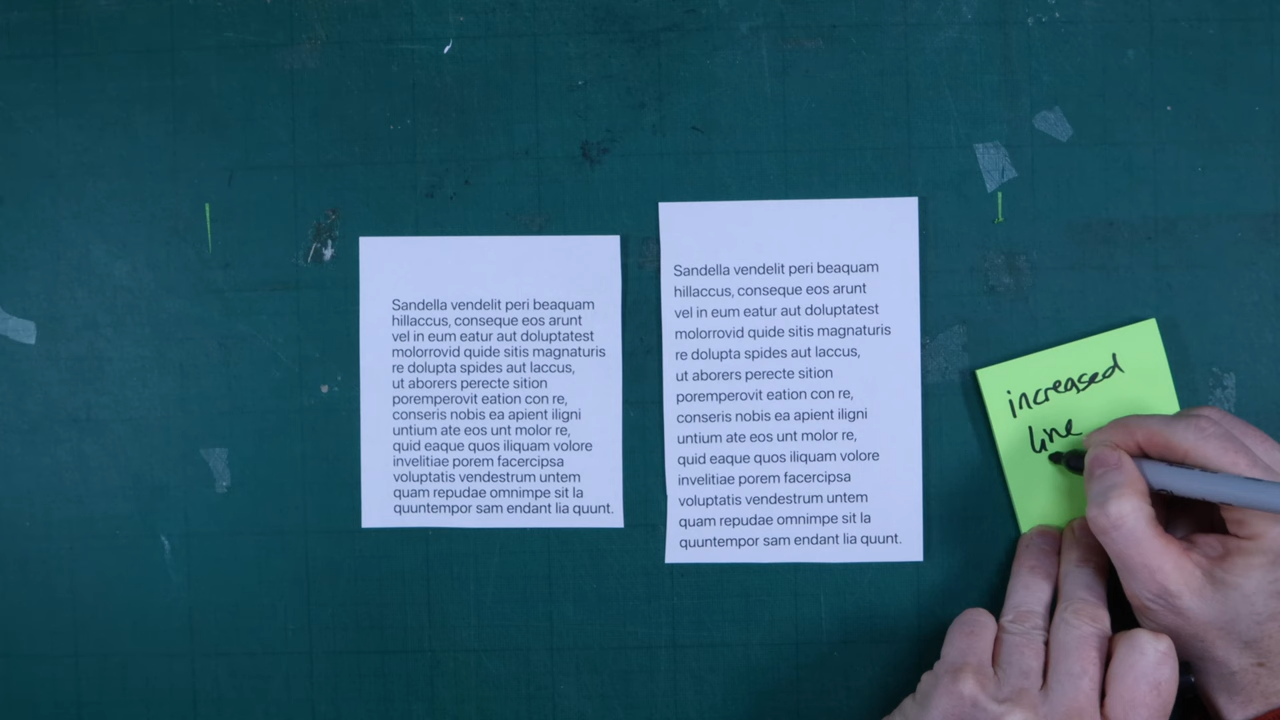 Sandella vendelit peri beaquam
hillaccus, conseque eos arunt
vel in eum eatur aut doluptatest
molorrovid quide sitis magnaturis
re dolupta spides aut laccus,
ut aborers perecte sition
poremperovit eation con re,
conseris nobis ea apient iligni
untium ate eos unt molor re,
quid eaque quos iliquam volore
invelitiae porem facercipsa
voluptatis vendestrum untem
quam repudae omnimpe sit la
quuntempor sam endant lia quunt.
Sandella vendelit peri beaquam
hillaccus, conseque eos arunt
vel in eum eatur aut doluptatest
molorrovid quide sitis magnaturis
re dolupta spides aut laccus,
ut aborers perecte sition
poremperovit eation con re,
conseris nobis ea apient iligni
untium ate eos unt molor re,
quid eaque quos iliquam volore
invelitiae porem facercipsa
voluptatis vendestrum untem
quam repudae omnimpe sit la
quuntempor sam endant lia quunt.
increased
line